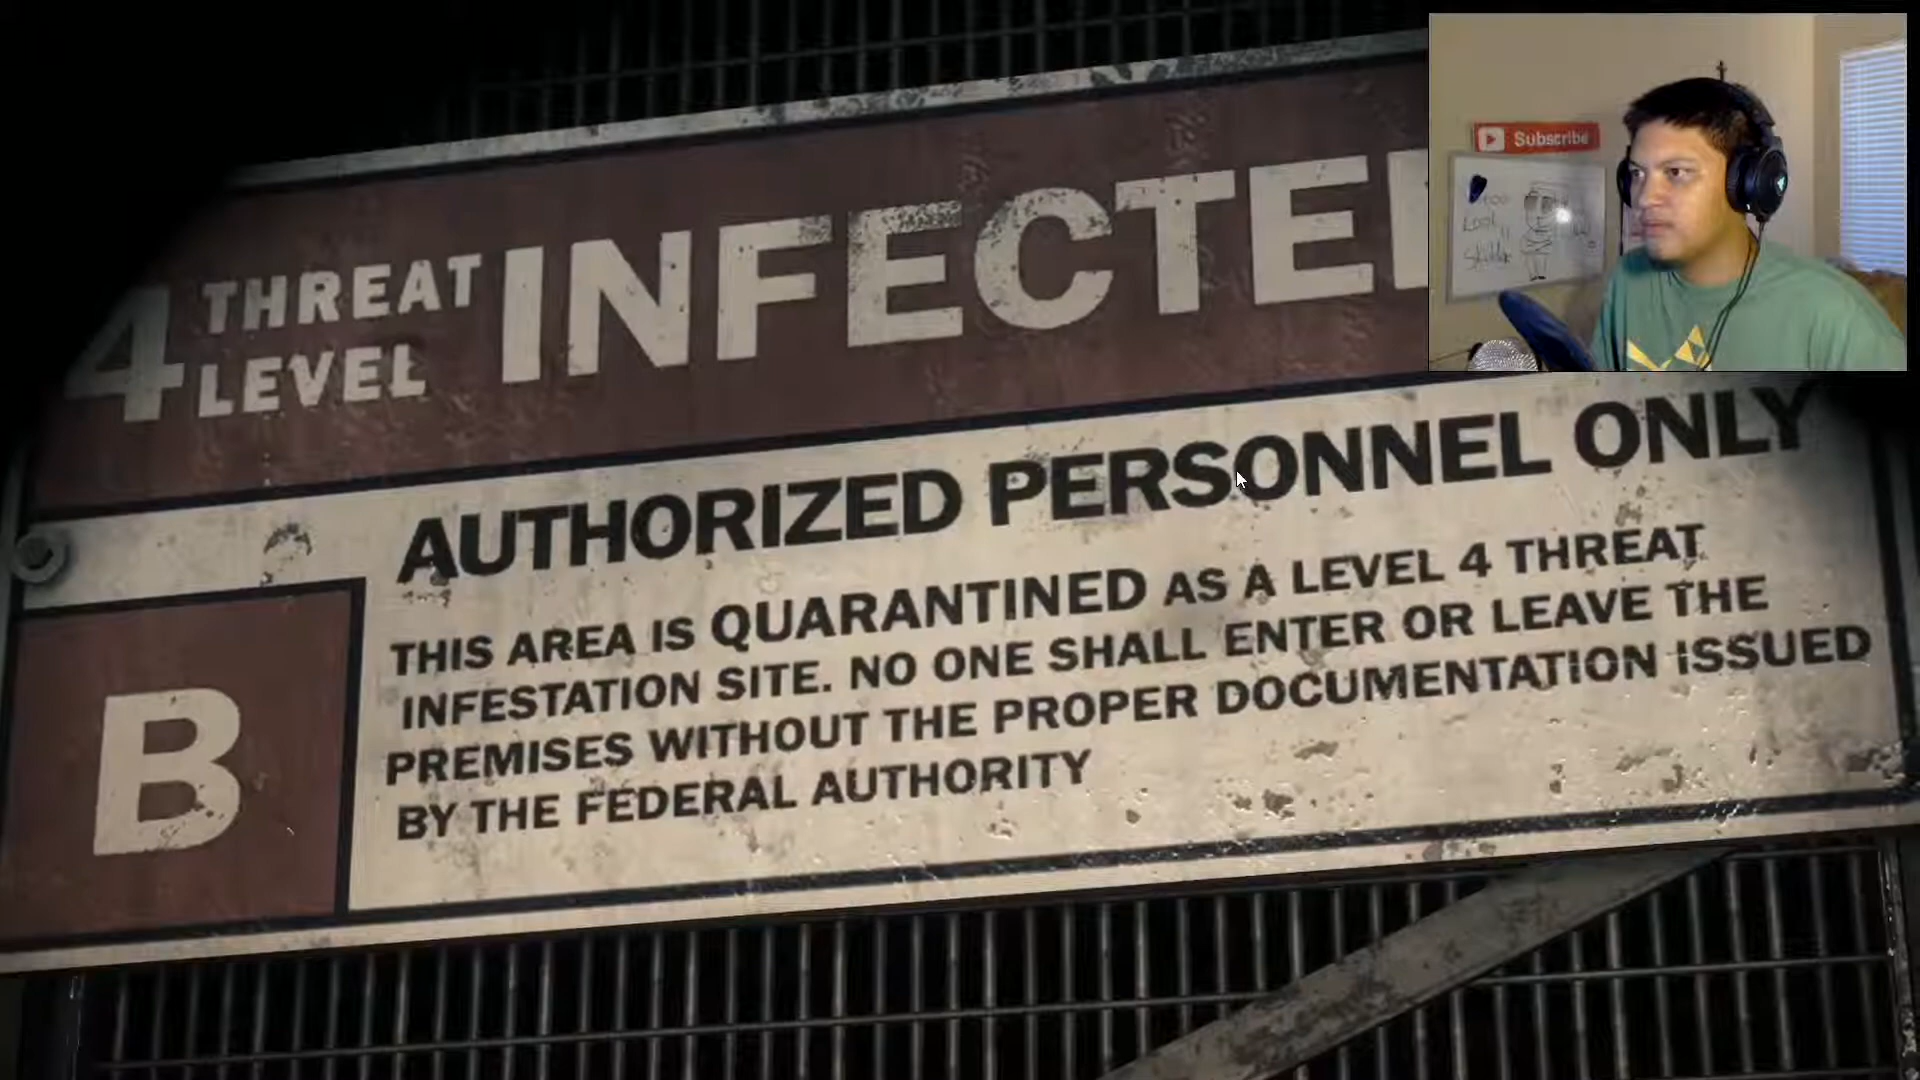 4 THREAT LEVEL INFECTE
Subscribe
AUTHORIZED PERSONNEL ONLY
THIS AREA IS QUARANTINED AS A LEVEL 4 THREAT
INFESTATION SITE. NO ONE SHALL ENTER OR LEAVE THE
PREMISES WITHOUT THE PROPER DOCUMENTATION ISSUED
BY THE FEDERAL AUTHORITY
B